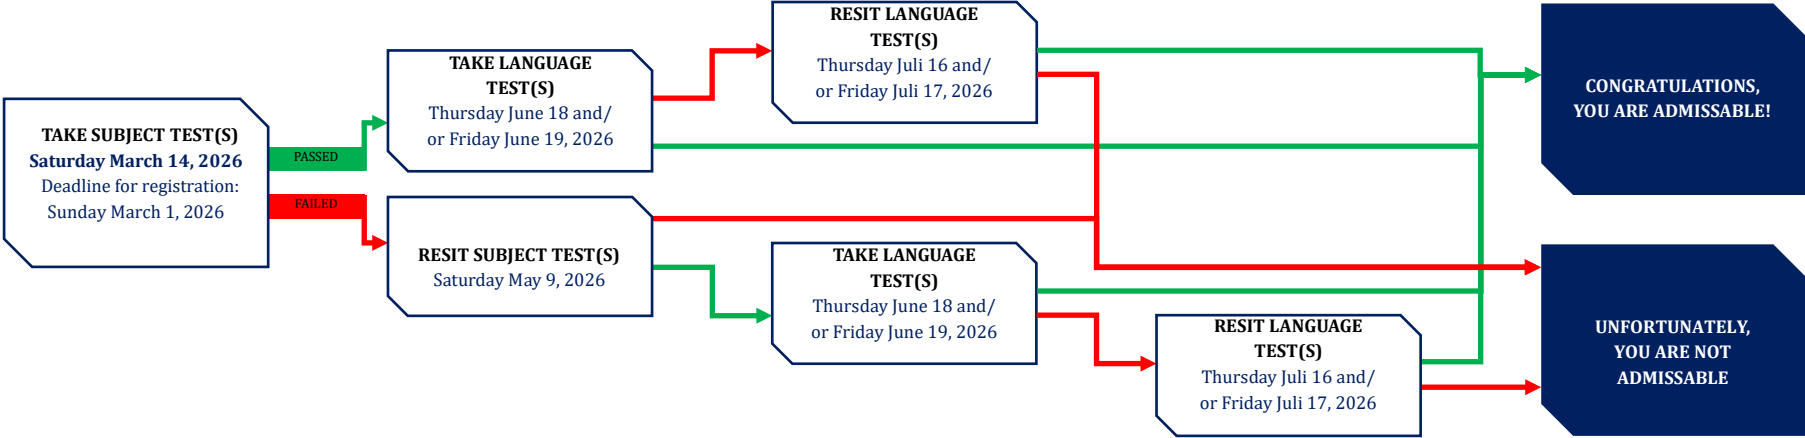 TAKE SUBJECT TEST(S)
Saturday March 14, 2026
Deadline for registration:
Sunday March 1, 2026
PASSED
FAILED
TAKE LANGUAGE
TEST(S)
Thursday June 18 and/
or Friday June 19, 2026
RESIT SUBJECT TEST(S)
Saturday May 9, 2026
RESIT LANGUAGE
TEST(S)
Thursday Juli 16 and/
or Friday Juli 17, 2026
TAKE LANGUAGE
TEST(S)
Thursday June 18 and/
or Friday June 19, 2026
RESIT LANGUAGE
TEST(S)
Thursday Juli 16 and/
or Friday Juli 17, 2026
CONGRATULATIONS,
YOU ARE ADMISSABLE!
UNFORTUNATELY,
YOU ARE NOT
ADMISSABLE